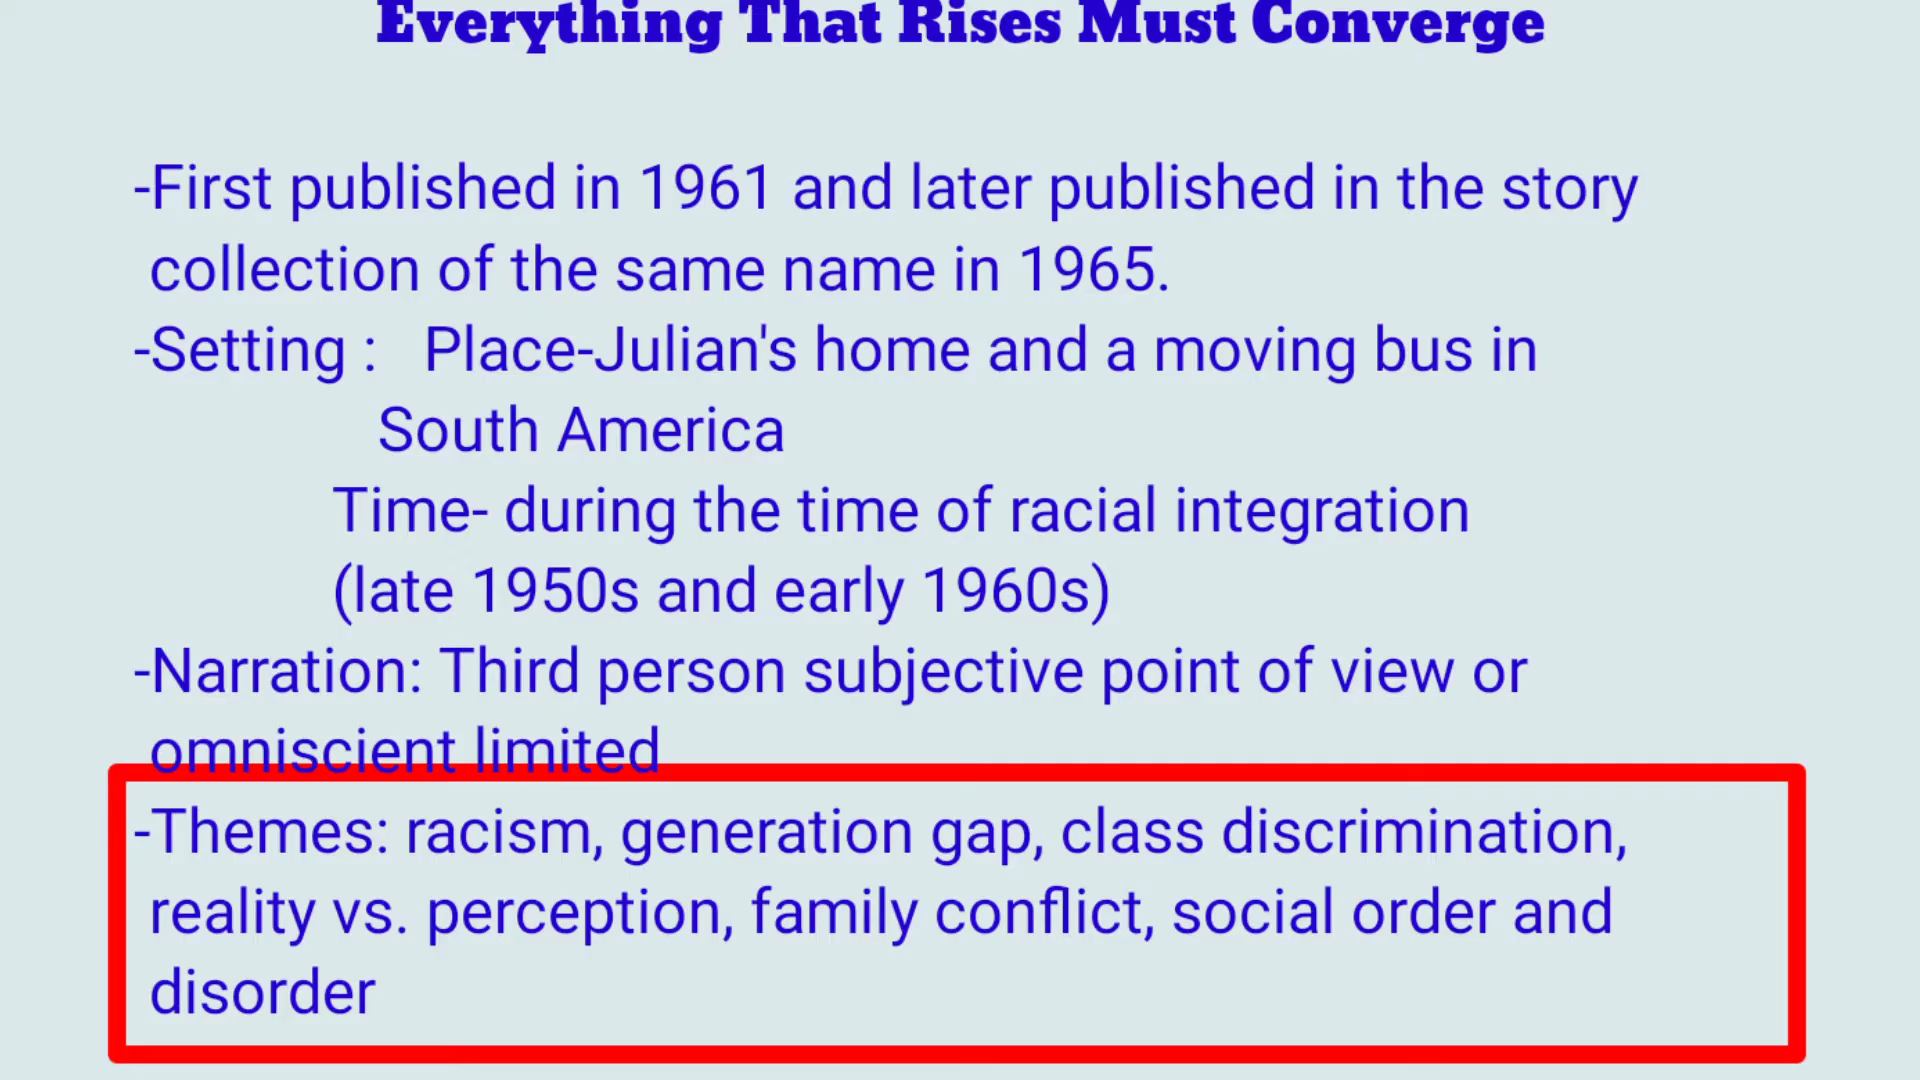 Everything That Rises Must Converge
-First published in 1961 and later published in the story
collection of the same name in 1965.
-Setting :   Place-Julian's home and a moving bus in
South America
Time- during the time of racial integration
(late 1950s and early 1960s)
-Narration: Third person subjective point of view or
omniscient limited
-Themes: racism, generation gap, class discrimination,
reality vs. perception, family conflict, social order and
disorder